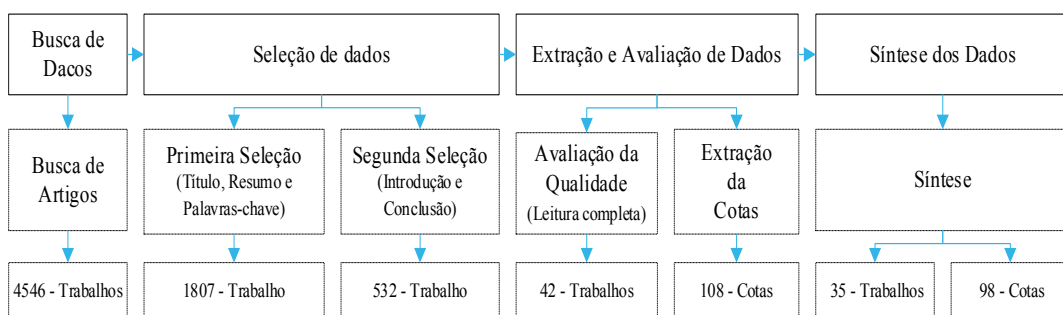 Busca de
Dacos
Seleção de dados
Extração e Avaliação de Dados
Síntese dos Dados
Busca de
Artigos
Primeira Seleção
(Título, Resumo e
Palavras-chave)
Segunda Seleção
(Introdução e
Conclusão)
Avaliação da
Qualidade
(Leitura completa)
Extração
da
Cotas
Síntese
4546 - Trabalhos
1807 - Trabalho
532 - Trabalho
42 - Trabalhos
108 - Cotas
35 - Trabalhos
98 - Cotas